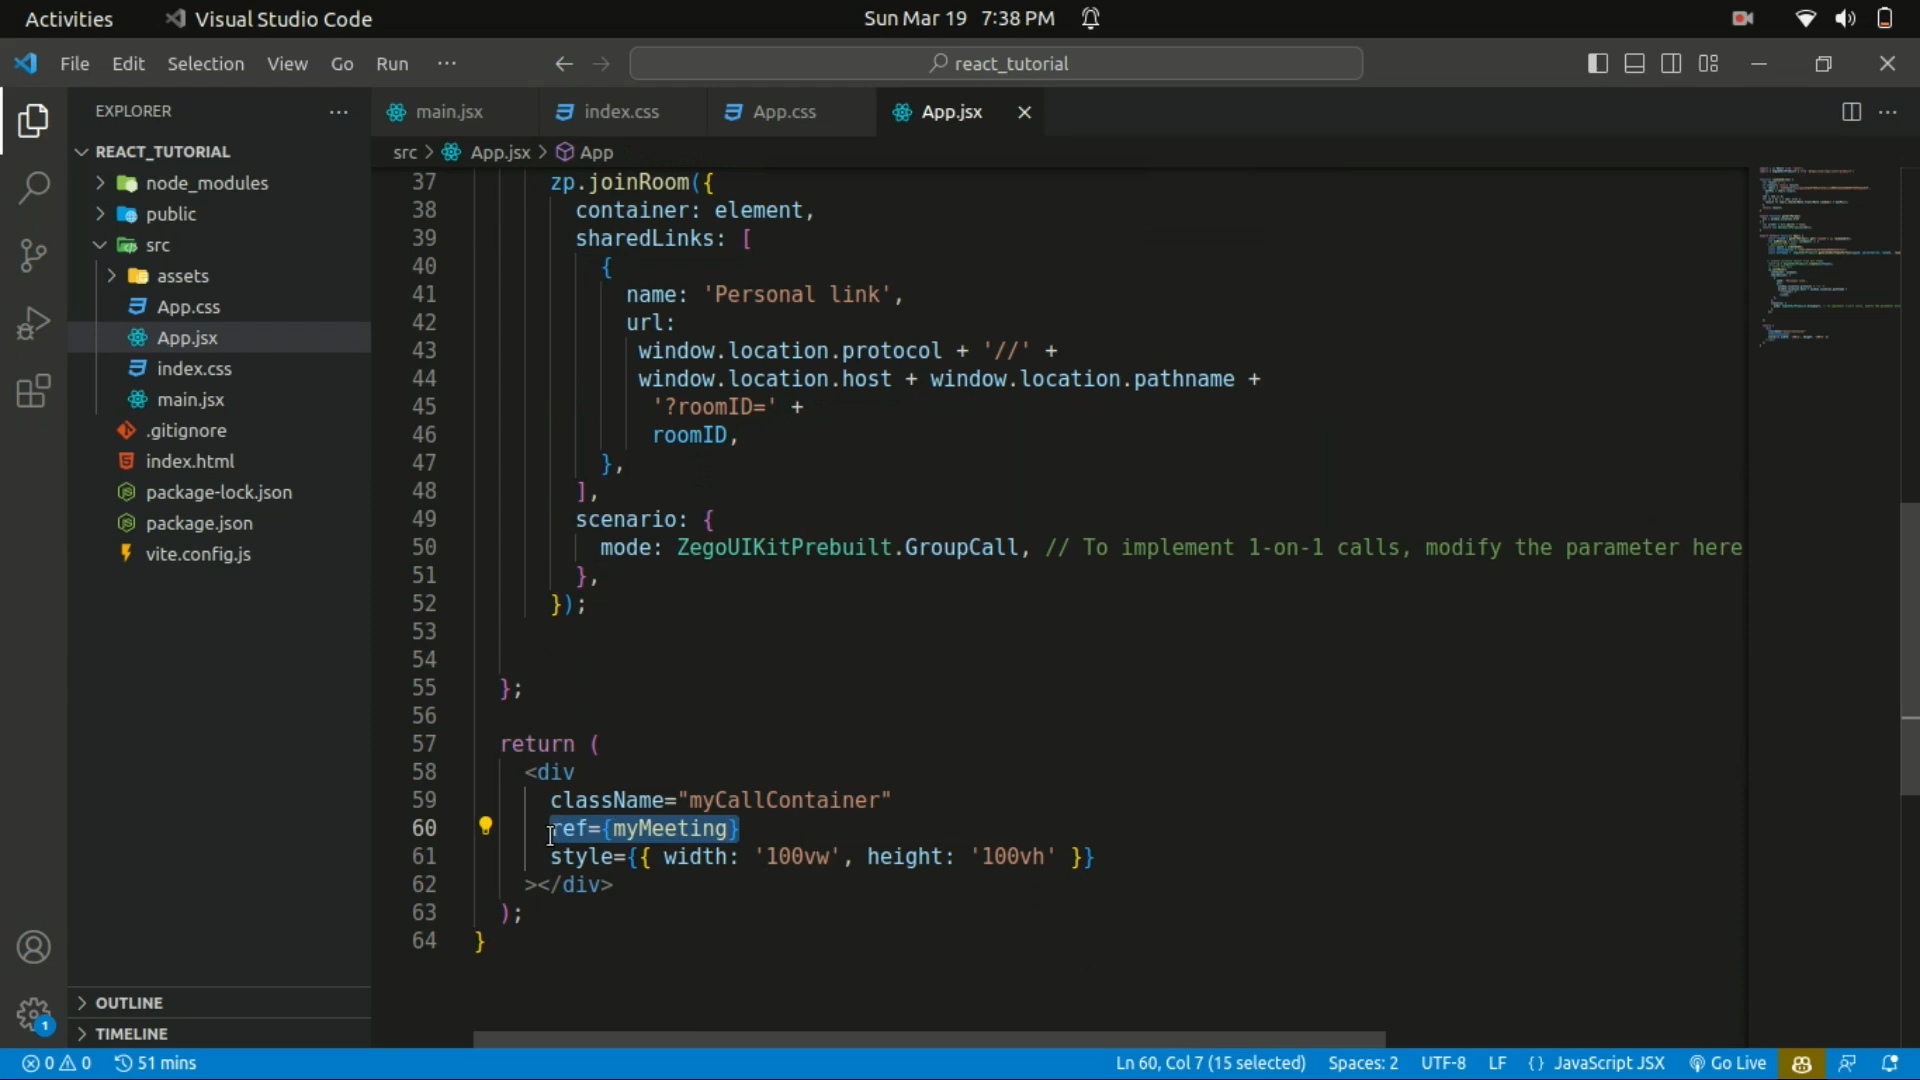 Activities Visual Studio Code Sun Mar 19 7:38 PM
File Edit Selection View Go Run ··· react_tutorial
EXPLORER ···
main.jsx index.css App.css App.jsx
src > App.jsx > App
REACT_TUTORIAL
node_modules
public
src
assets
App.css
App.jsx
index.css
main.jsx
.gitignore
index.html
package-lock.json
package.json
vite.config.js
OUTLINE
TIMELINE
37 zp.joinRoom({
38 container: element,
39 sharedLinks: [
40 {
41 name: 'Personal link',
42 url:
43 window.location.protocol + '//' +
44 window.location.host + window.location.pathname +
45 '?roomID=' +
46 roomID,
47 },
48 ],
49 scenario: {
50 mode: ZegoUIKitPrebuilt.GroupCall, // To implement 1-on-1 calls, modify the parameter here
51 },
52 });
53
54
55 };
56
57 return (
58 <div
59 className="myCallContainer"
60 ref={myMeeting}
61 style={{ width: '100vw', height: '100vh' }}
62 ></div>
63 );
64 }
1
0 0 51 mins Ln 60, Col 7 (15 selected) Spaces: 2 UTF-8 LF {} JavaScript JSX Go Live